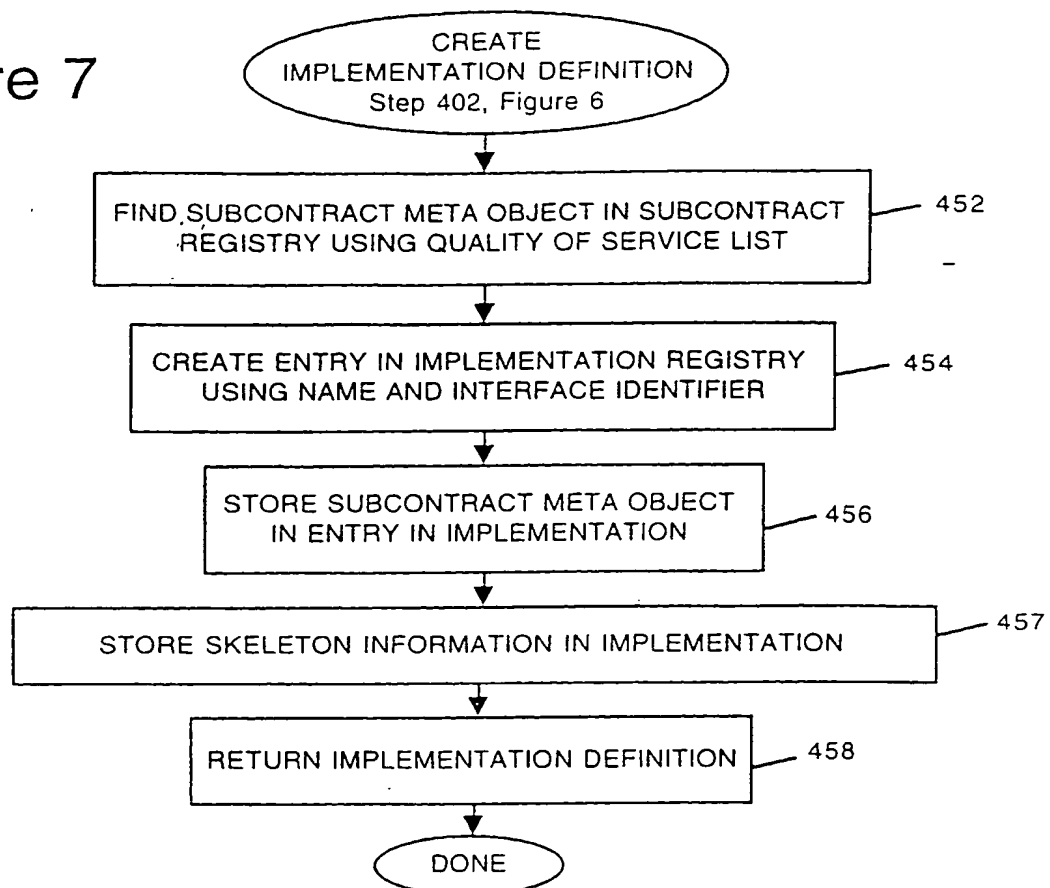 re 7
CREATE
IMPLEMENTATION DEFINITION
Step 402, Figure 6
FIND SUBCONTRACT META OBJECT IN SUBCONTRACT
REGISTRY USING QUALITY OF SERVICE LIST
452
CREATE ENTRY IN IMPLEMENTATION REGISTRY
USING NAME AND INTERFACE IDENTIFIER
454
STORE SUBCONTRACT META OBJECT
IN ENTRY IN IMPLEMENTATION
456
STORE SKELETON INFORMATION IN IMPLEMENTATION
457
RETURN IMPLEMENTATION DEFINITION
458
DONE